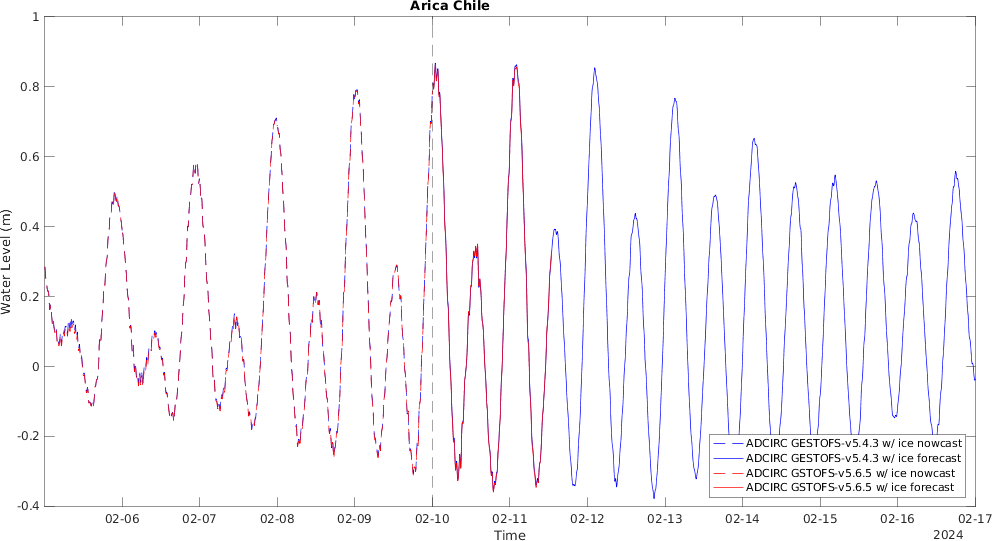 Arica Chile
Water Level (m)
1
0.8
0.6
0.4
0.2
0
-0.2
-0.4
ADCIRC GESTOFS-v5.4.3 w/ ice nowcast
ADCIRC GESTOFS-v5.4.3 w/ ice forecast
ADCIRC GSTOFS-v5.6.5 w/ ice nowcast
ADCIRC GSTOFS-v5.6.5 w/ ice forecast
02-06 02-07 02-08 02-09 02-10 02-11 02-12 02-13 02-14 02-15 02-16 02-17
Time
2024